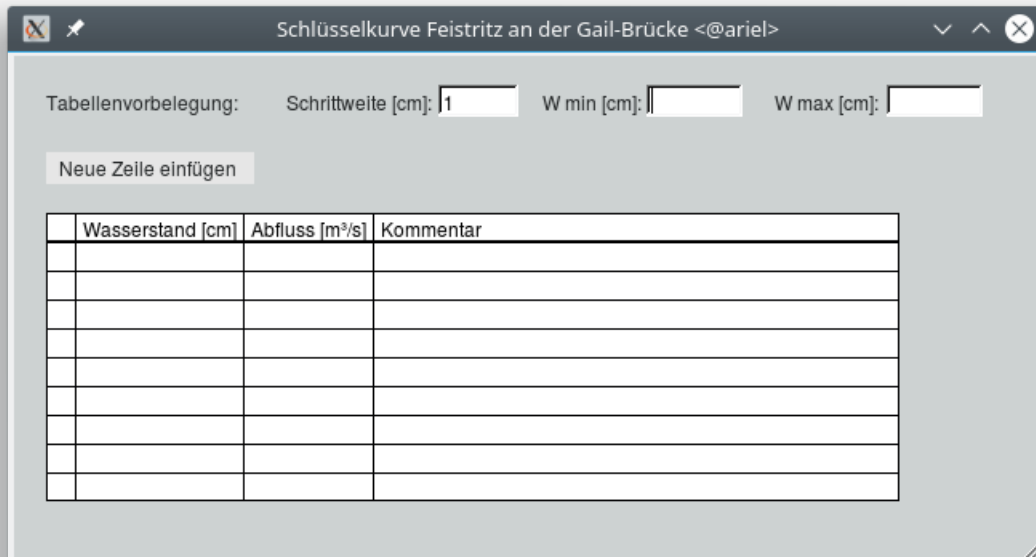 Schlüsselkurve Feistritz an der Gail-Brücke <@ariel>
Tabellenvorbelegung: Schrittweite [cm]: 1 W min [cm]: W max [cm]:
Neue Zeile einfügen
Wasserstand [cm] Abfluss [m³/s] Kommentar